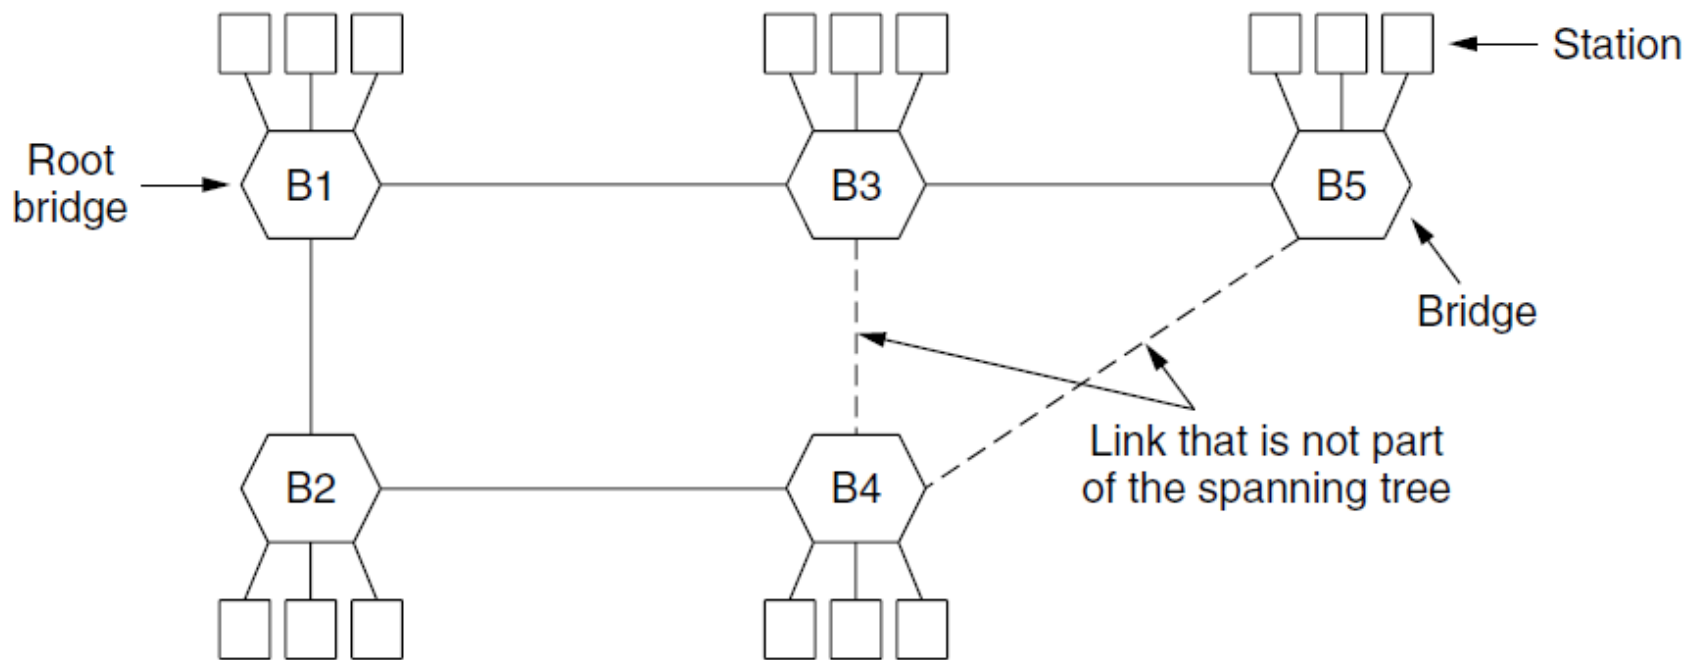 Station
Root
bridge
B1
B3
B5
Bridge
Link that is not part
of the spanning tree
B2
B4